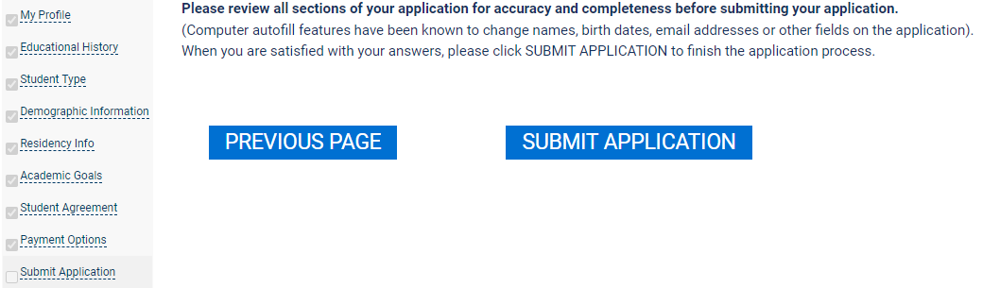 My Profile
Educational History
Student Type
Demographic Information
Residency Info
Academic Goals
Student Agreement
Payment Options
Submit Application
Please review all sections of your application for accuracy and completeness before submitting your application.
(Computer autofill features have been known to change names, birth dates, email addresses or other fields on the application).
When you are satisfied with your answers, please click SUBMIT APPLICATION to finish the application process.
PREVIOUS PAGE
SUBMIT APPLICATION